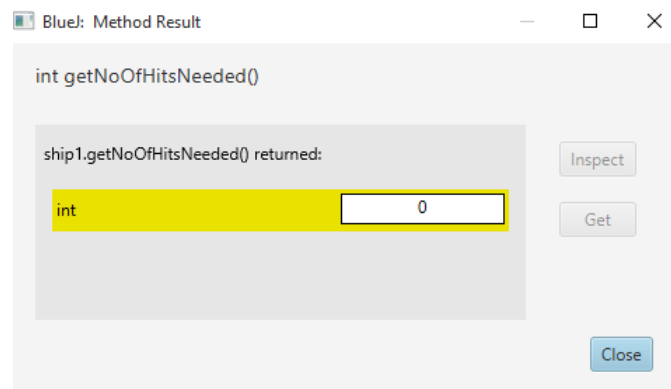 BlueJ: Method Result
int getNoOfHitsNeeded()
ship1.getNoOfHitsNeeded() returned:
Inspect
int 0
Get
Close